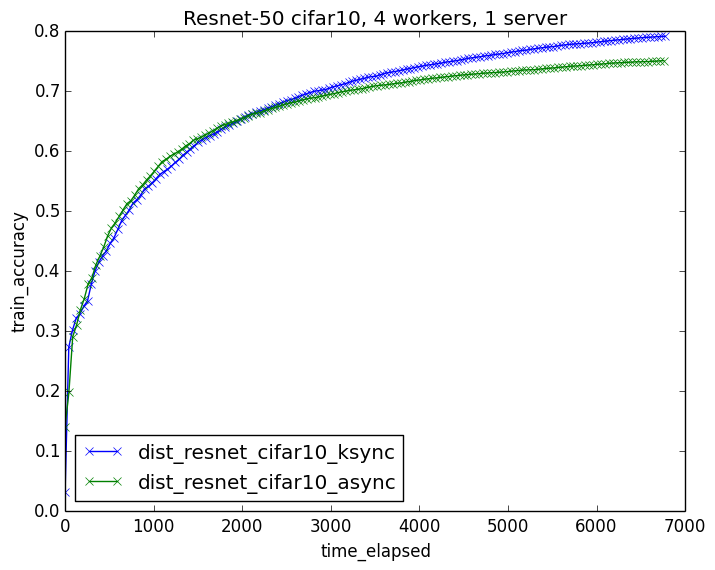 Resnet-50 cifar10, 4 workers, 1 server
0.8
0.7
0.6
0.5
0.4
0.3
0.2
0.1
0.0
train_accuracy
dist_resnet_cifar10_ksync
dist_resnet_cifar10_async
0 1000 2000 3000 4000 5000 6000 7000
time_elapsed